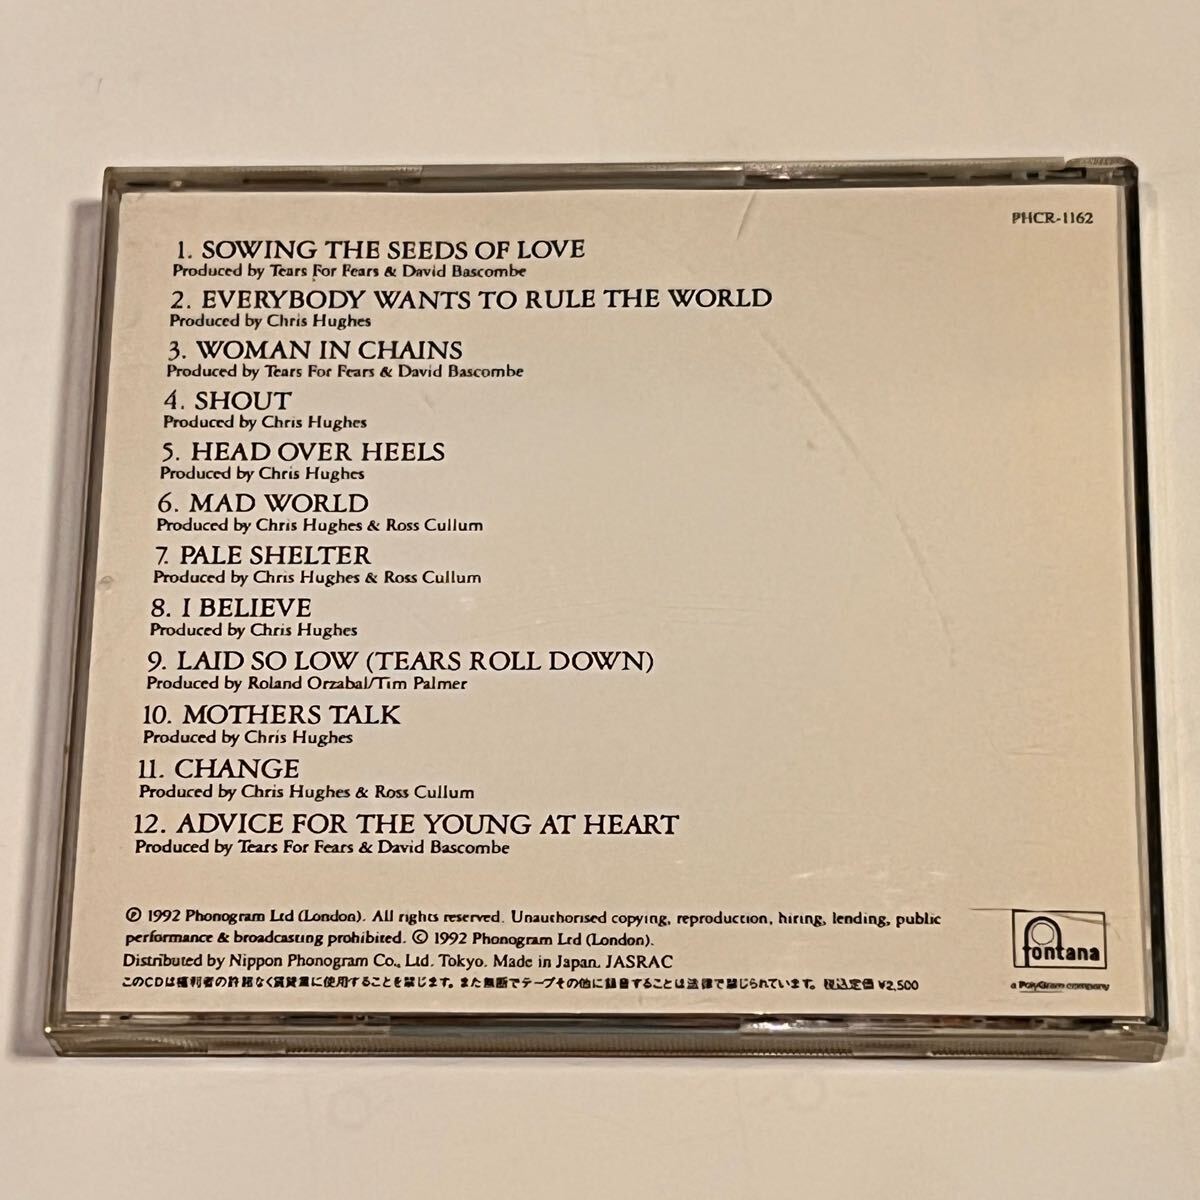 PHCR-1162
1. SOWING THE SEEDS OF LOVE
Produced by Tears For Fears & David Bascombe
2. EVERYBODY WANTS TO RULE THE WORLD
Produced by Chris Hughes
3. WOMAN IN CHAINS
Produced by Tears For Fears & David Bascombe
4. SHOUT
Produced by Chris Hughes
5. HEAD OVER HEELS
Produced by Chris Hughes
6. MAD WORLD
Produced by Chris Hughes & Ross Cullum
7. PALE SHELTER
Produced by Chris Hughes & Ross Cullum
8. I BELIEVE
Produced by Chris Hughes
9. LAID SO LOW (TEARS ROLL DOWN)
Produced by Roland Orzabal/Tim Palmer
10. MOTHERS TALK
Produced by Chris Hughes
11. CHANGE
Produced by Chris Hughes & Ross Cullum
12. ADVICE FOR THE YOUNG AT HEART
Produced by Tears For Fears & David Bascombe
℗ 1992 Phonogram Ltd (London). All rights reserved. Unauthorised copying, reproduction, hiring, lending, public
performance & broadcasting prohibited. © 1992 Phonogram Ltd (London).
Distributed by Nippon Phonogram Co., Ltd. Tokyo. Made in Japan. JASRAC
このCDは権利者の許諾なく賃貸業に使用することを禁じます。また無断でテープその他に録音することは法律で禁じられています。税込定価 ¥2,500
fontana
a PolyGram company